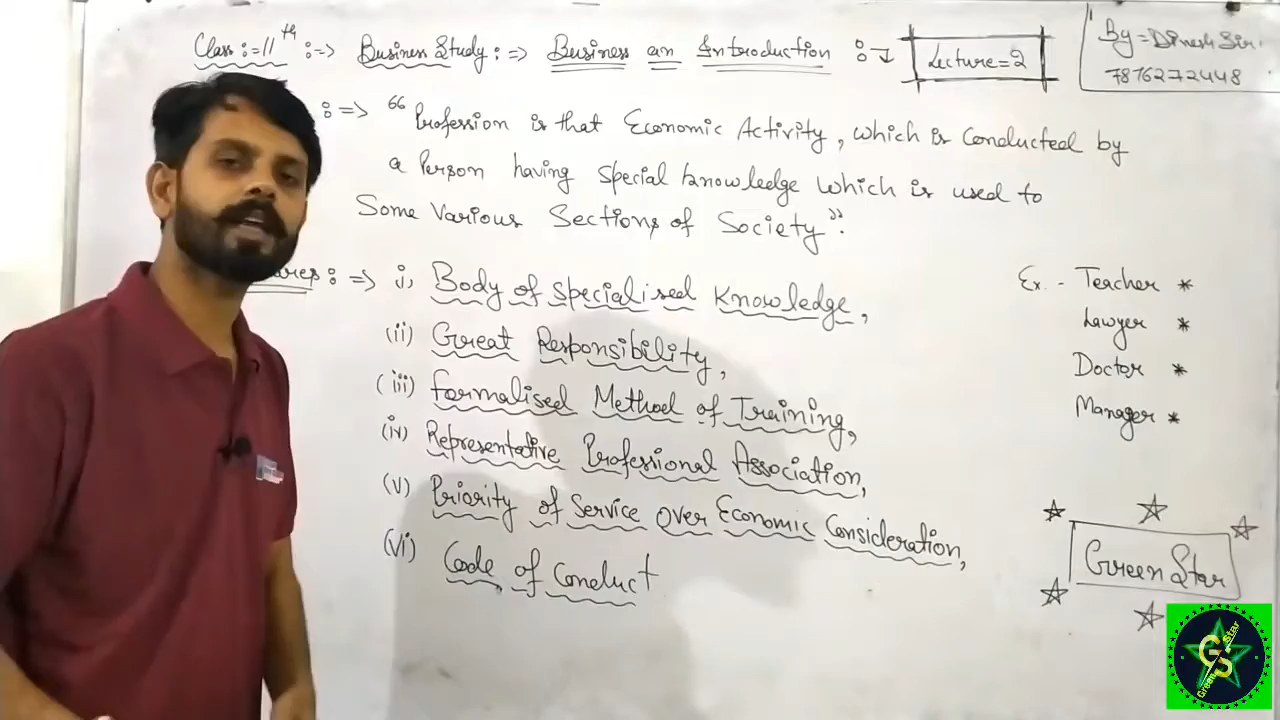 Class :=11th :=> Business Study :=> Business an Introduction :↓
Lecture=2
By = Dinesh Sir.
7876272448
:=> "Profession is that Economic Activity, which is Conducted by
a Person having Special knowledge which is used to
Some Various Sections of Society".
:=> i, Body of Specialised Knowledge,
(ii) Great Responsibility,
(iii) formalised Method of Training,
(iv) Representative Professional Association,
(v) Priority of Service Over Economic Consideration,
(vi) Code of Conduct
Ex. - Teacher *
Lawyer *
Doctor *
Manager *
Green Star
GS
Green Star